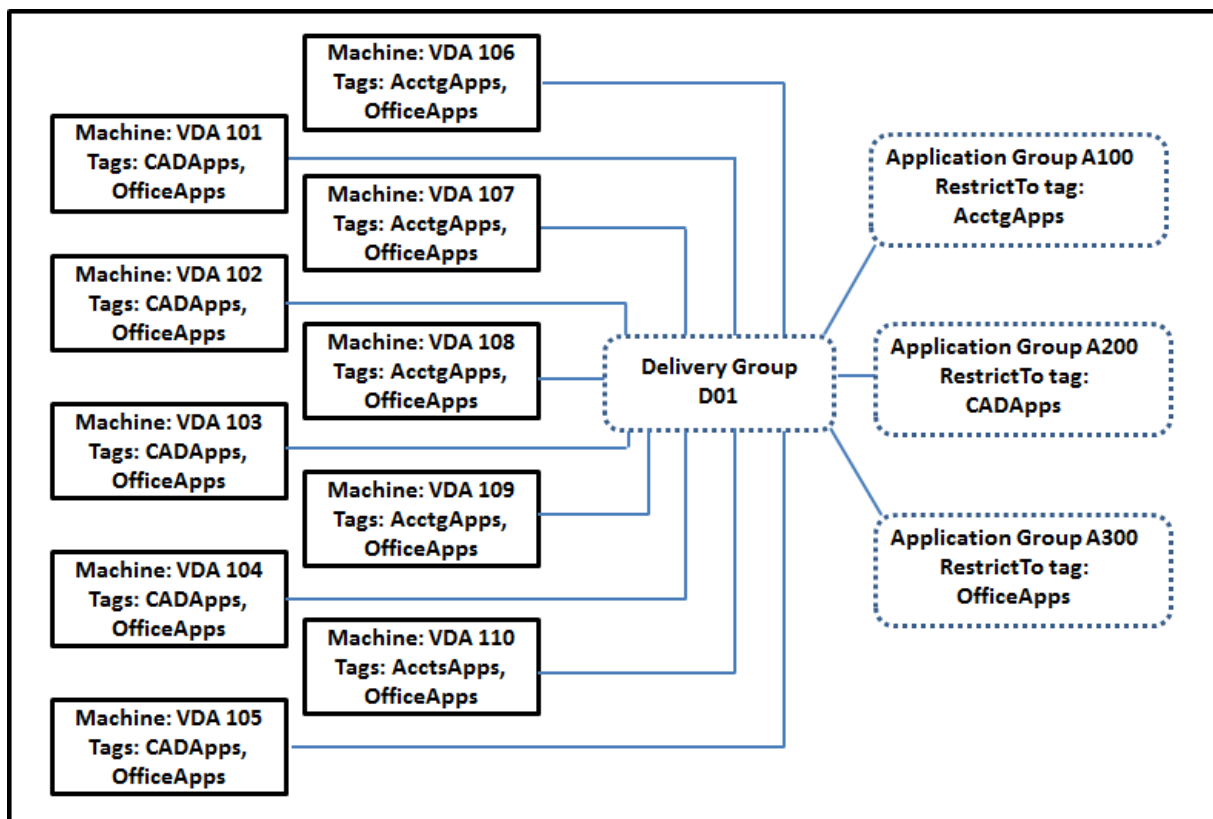 Machine: VDA 106
Tags: AcctgApps,
OfficeApps
Machine: VDA 101
Tags: CADApps,
OfficeApps
Machine: VDA 107
Tags: AcctgApps,
OfficeApps
Machine: VDA 102
Tags: CADApps,
OfficeApps
Machine: VDA 108
Tags: AcctgApps,
OfficeApps
Machine: VDA 103
Tags: CADApps,
OfficeApps
Machine: VDA 109
Tags: AcctgApps,
OfficeApps
Machine: VDA 104
Tags: CADApps,
OfficeApps
Machine: VDA 110
Tags: AcctsApps,
OfficeApps
Machine: VDA 105
Tags: CADApps,
OfficeApps
Delivery Group
D01
Application Group A100
RestrictTo tag:
AcctgApps
Application Group A200
RestrictTo tag:
CADApps
Application Group A300
RestrictTo tag:
OfficeApps